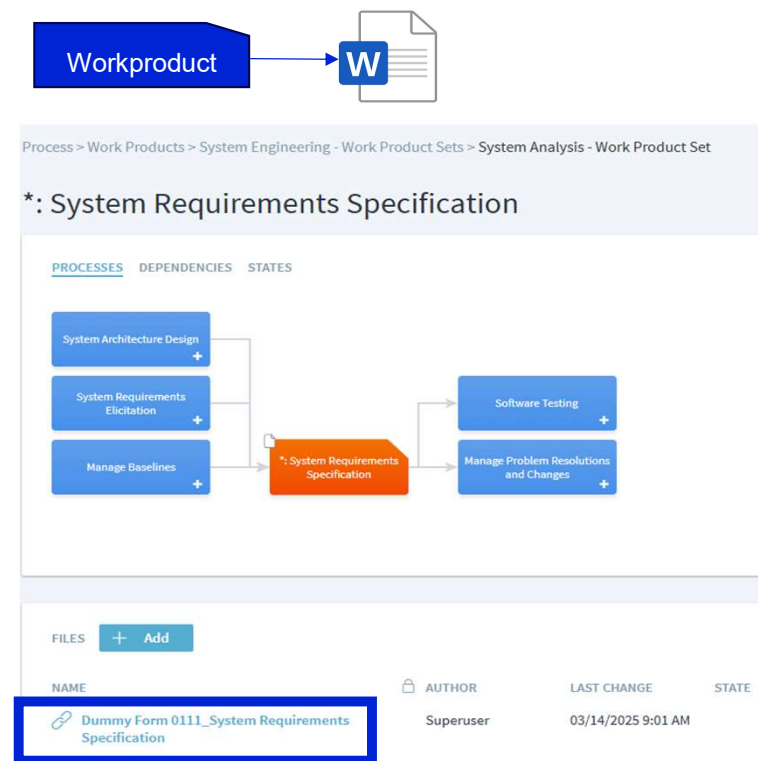 Workproduct
W
Process > Work Products > System Engineering - Work Product Sets > System Analysis - Work Product Set
*: System Requirements Specification
PROCESSES DEPENDENCIES STATES
System Architecture Design
+
System Requirements
Elicitation
+
Software Testing
+
Manage Baselines
+
*: System Requirements
Specification
Manage Problem Resolutions
and Changes
+
FILES + Add
NAME AUTHOR LAST CHANGE STATE
Dummy Form 0111_System Requirements Superuser 03/14/2025 9:01 AM
Specification